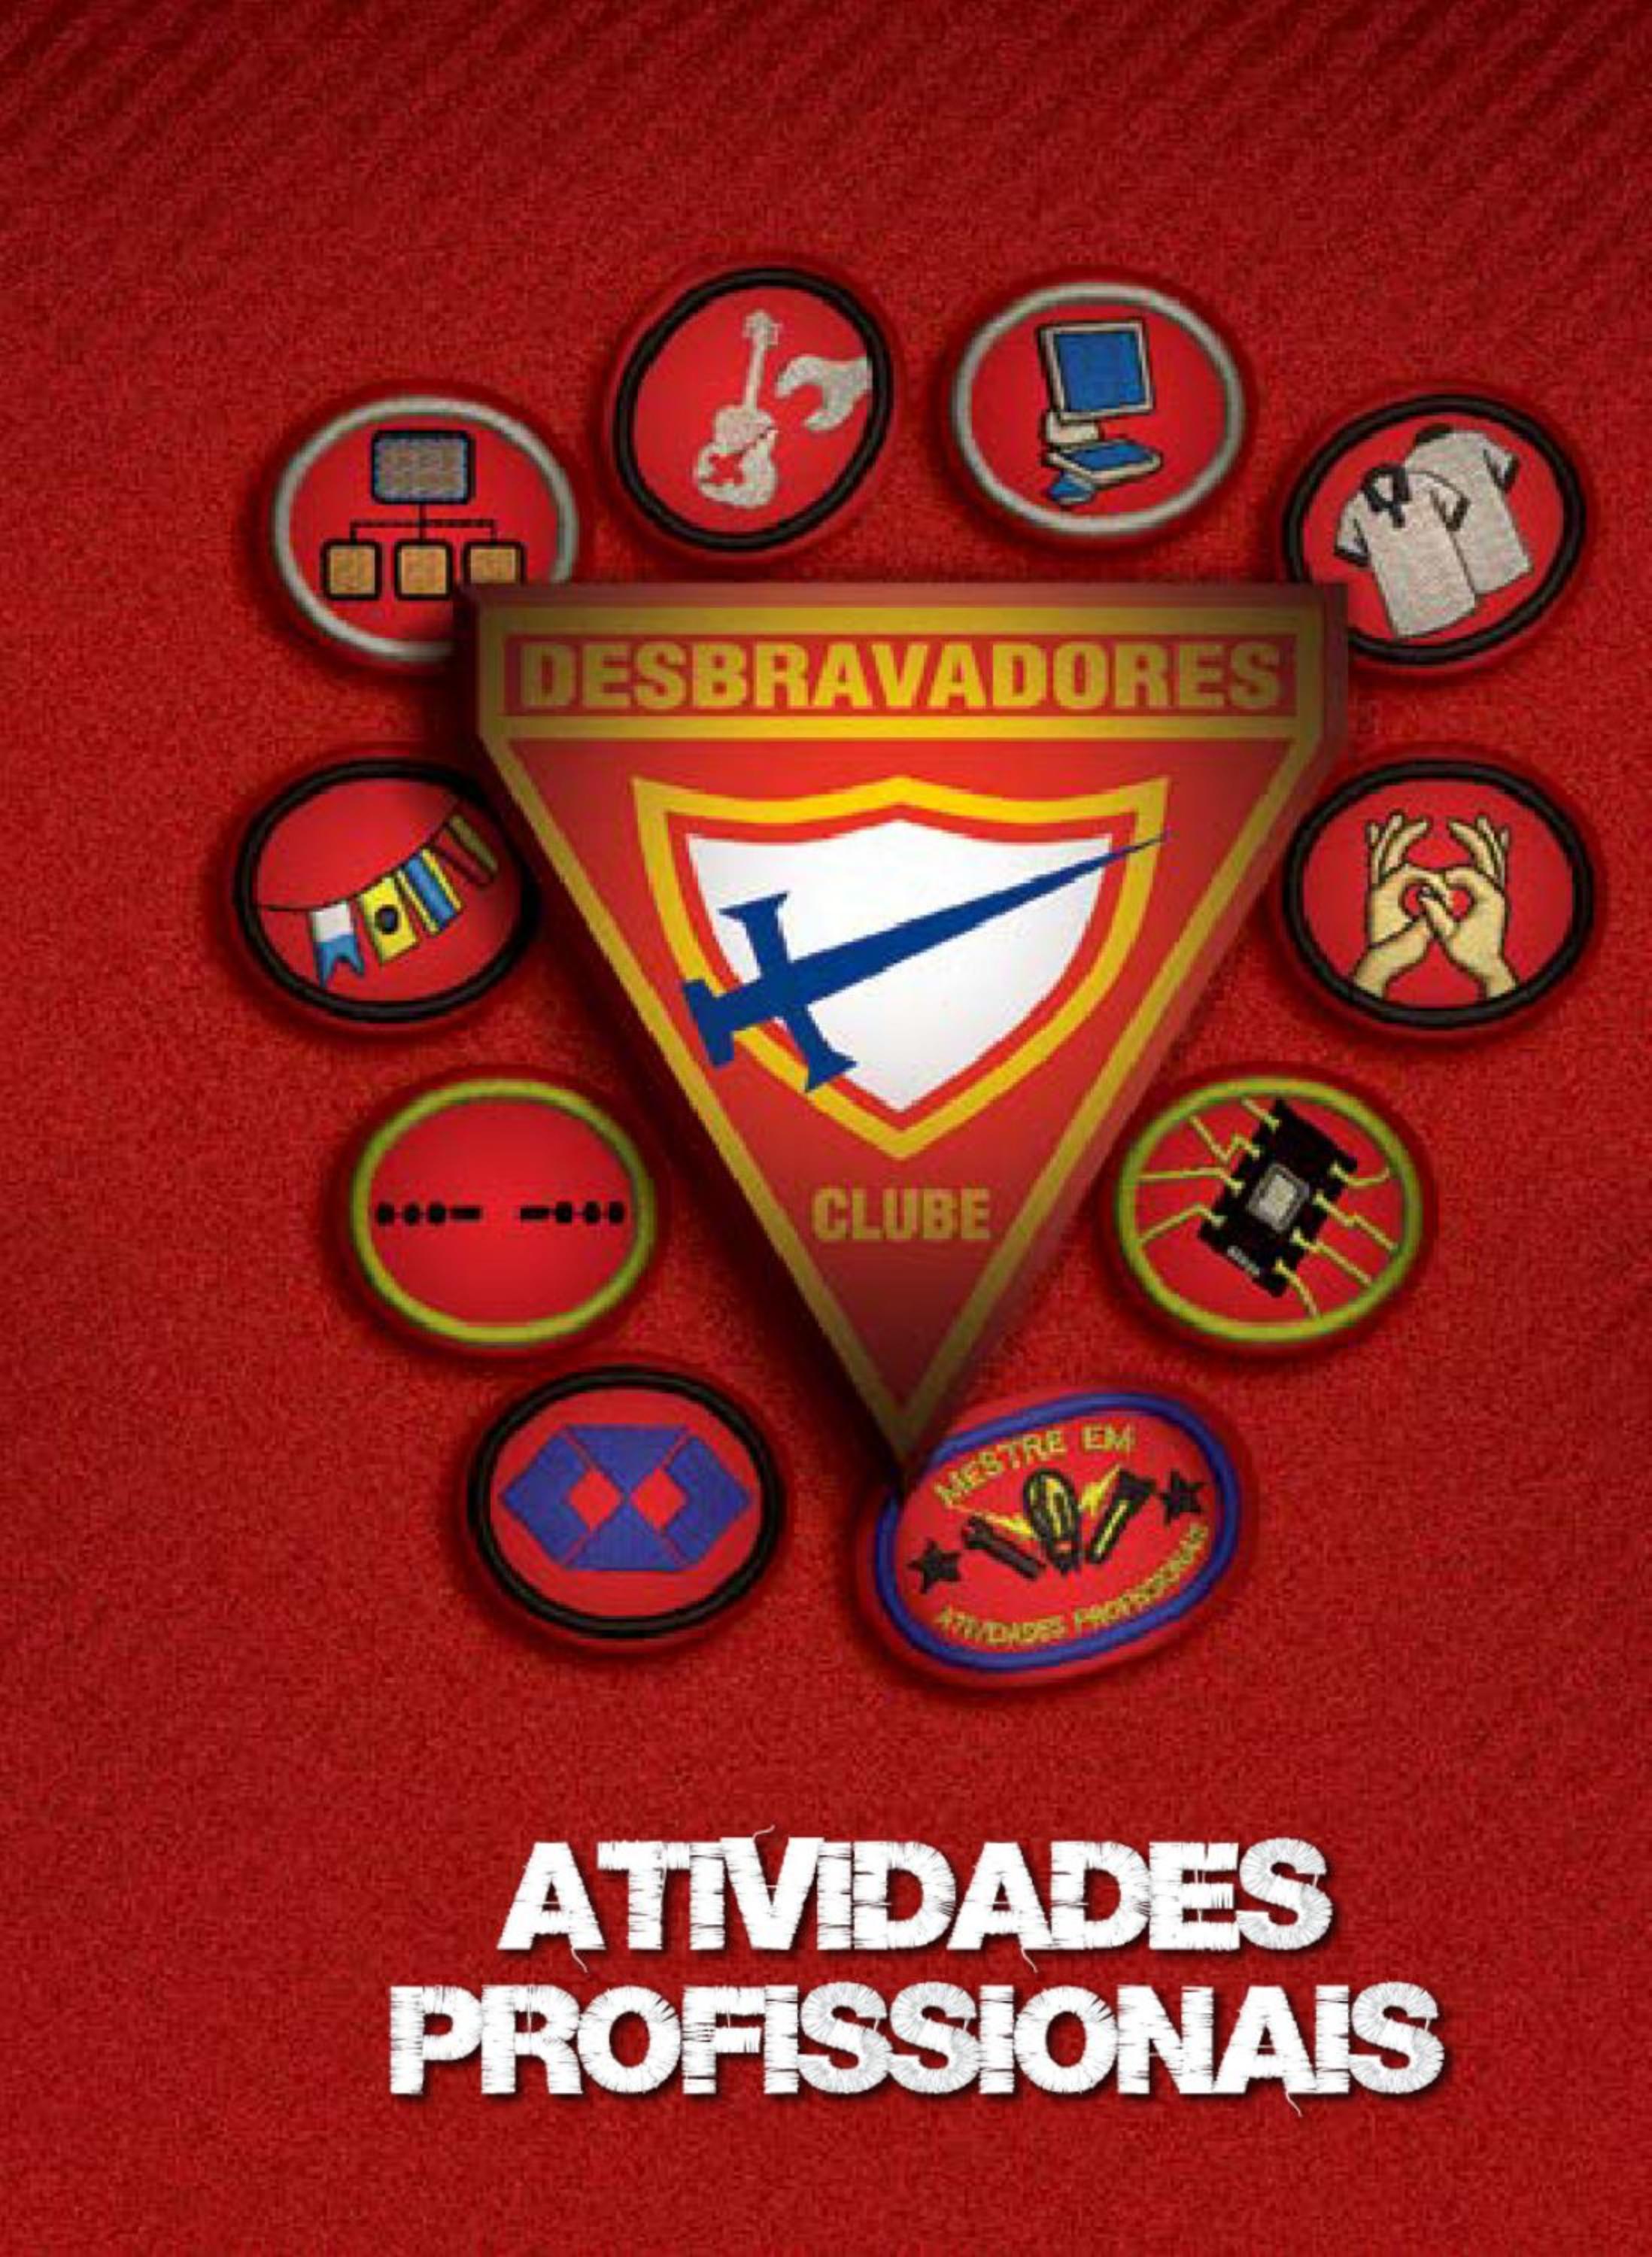 DESBRAVADORES
CLUBE
MESTRE EM
ATIVIDADES PROFISSIONAIS
ATIVIDADES
PROFISSIONAIS